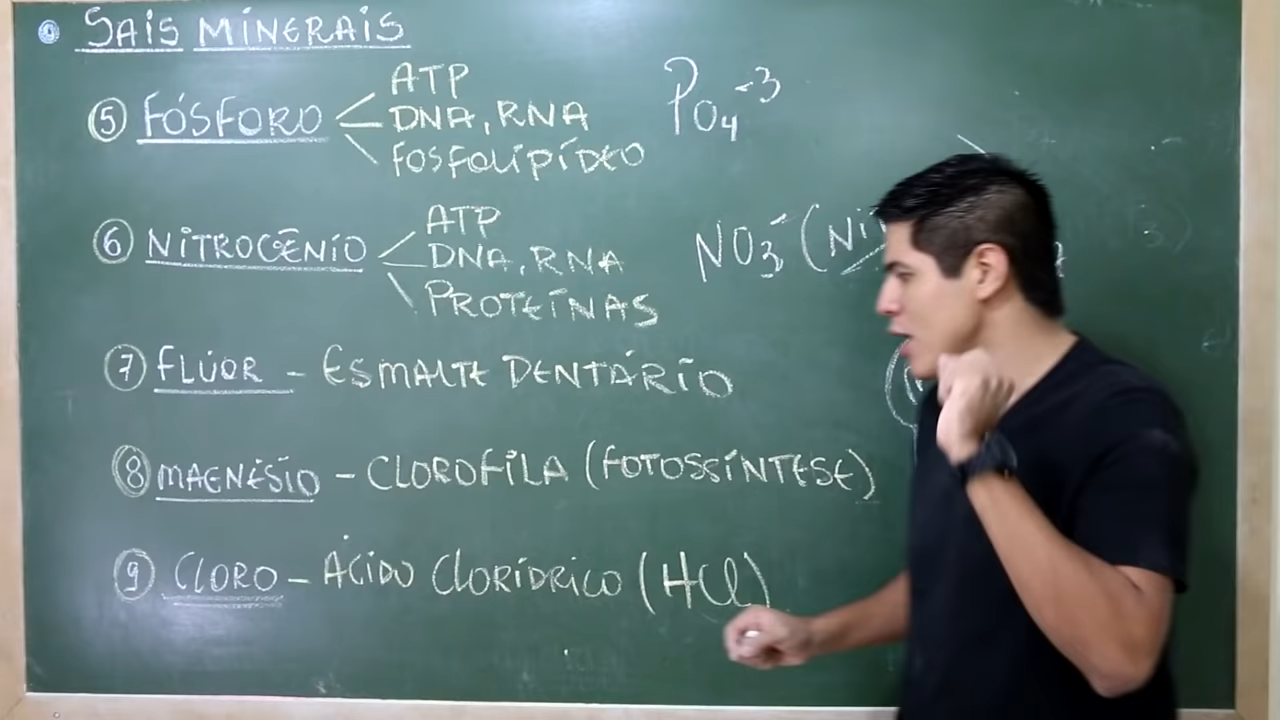 SAIS MINERAIS
⑤ FÓSFORO
ATP
DNA, RNA
FOSFOLIPÍDEO
PO4-3
⑥ NITROGÊNIO
ATP
DNA, RNA
PROTEÍNAS
NO3- (
⑦ FLÚOR - ESMALTE DENTÁRIO
⑧ MAGNÉSIO - CLOROFILA (FOTOSSÍNTESE)
⑨ CLORO - ÁCIDO CLORÍDRICO (HCl)